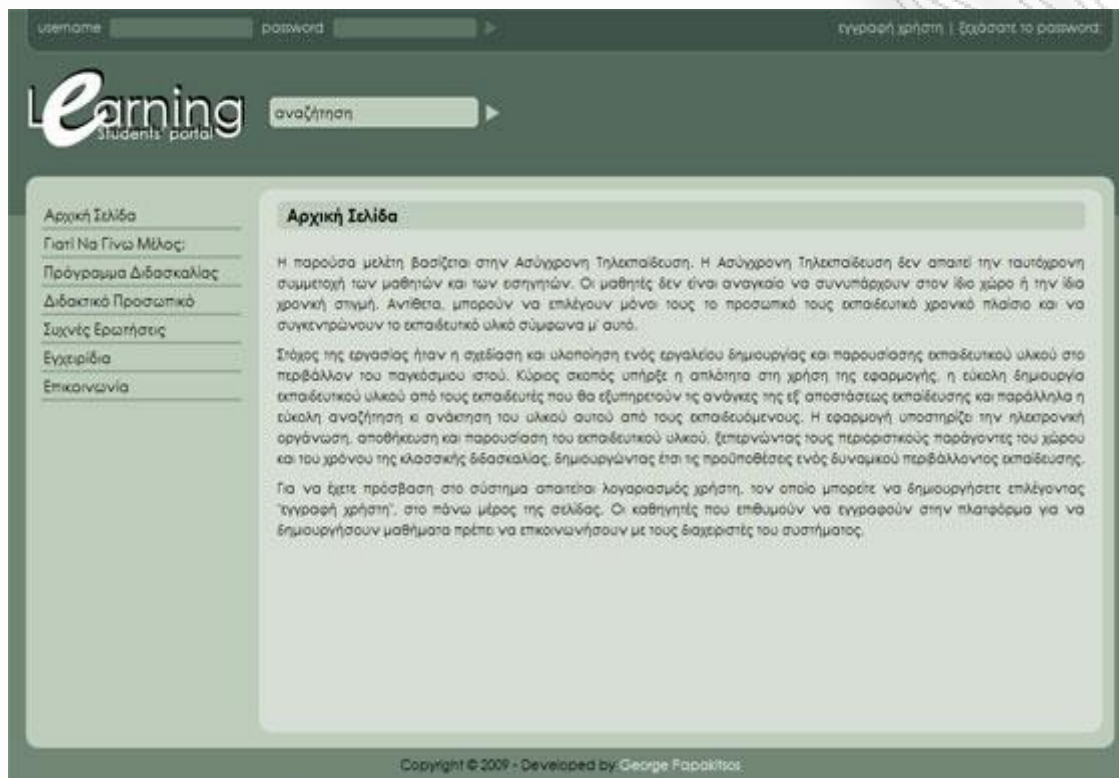 username password εγγραφή χρήστη | ξεχάσατε το password;
Learning
Students' portal
αναζήτηση
Αρχική Σελίδα
Γιατί Να Γίνω Μέλος;
Πρόγραμμα Διδασκαλίας
Διδακτικό Προσωπικό
Συχνές Ερωτήσεις
Εγχειρίδια
Επικοινωνία
Αρχική Σελίδα
Η παρούσα μελέτη βασίζεται στην Ασύγχρονη Τηλεκπαίδευση. Η Ασύγχρονη Τηλεκπαίδευση δεν απαιτεί την ταυτόχρονη
συμμετοχή των μαθητών και των εισηγητών. Οι μαθητές δεν είναι αναγκαίο να συνυπάρχουν στον ίδιο χώρο ή την ίδια
χρονική στιγμή. Αντίθετα, μπορούν να επιλέγουν μόνοι τους το προσωπικό τους εκπαιδευτικό χρονικό πλαίσιο και να
συγκεντρώνουν το εκπαιδευτικό υλικό σύμφωνα μ' αυτό.
Στόχος της εργασίας ήταν η σχεδίαση και υλοποίηση ενός εργαλείου δημιουργίας και παρουσίασης εκπαιδευτικού υλικού στο
περιβάλλον του παγκόσμιου ιστού. Κύριος σκοπός υπήρξε η απλότητα στη χρήση της εφαρμογής, η εύκολη δημιουργία
εκπαιδευτικού υλικού από τους εκπαιδευτές που θα εξυπηρετούν τις ανάγκες της εξ' αποστάσεως εκπαίδευσης και παράλληλα η
εύκολη αναζήτηση κι ανάκτηση του υλικού αυτού από τους εκπαιδευόμενους. Η εφαρμογή υποστηρίζει την ηλεκτρονική
οργάνωση, αποθήκευση και παρουσίαση του εκπαιδευτικού υλικού, ξεπερνώντας τους περιοριστικούς παράγοντες του χώρου
και του χρόνου της κλασσικής διδασκαλίας, δημιουργώντας έτσι τις προϋποθέσεις ενός δυναμικού περιβάλλοντος εκπαίδευσης.
Για να έχετε πρόσβαση στο σύστημα απαιτείται λογαριασμός χρήστη, τον οποίο μπορείτε να δημιουργήσετε επιλέγοντας
"εγγραφή χρήστη", στο πάνω μέρος της σελίδας. Οι καθηγητές που επιθυμούν να εγγραφούν στην πλατφόρμα για να
δημιουργήσουν μαθήματα πρέπει να επικοινωνήσουν με τους διαχειριστές του συστήματος.
Copyright © 2009 - Developed by George Papakitsos